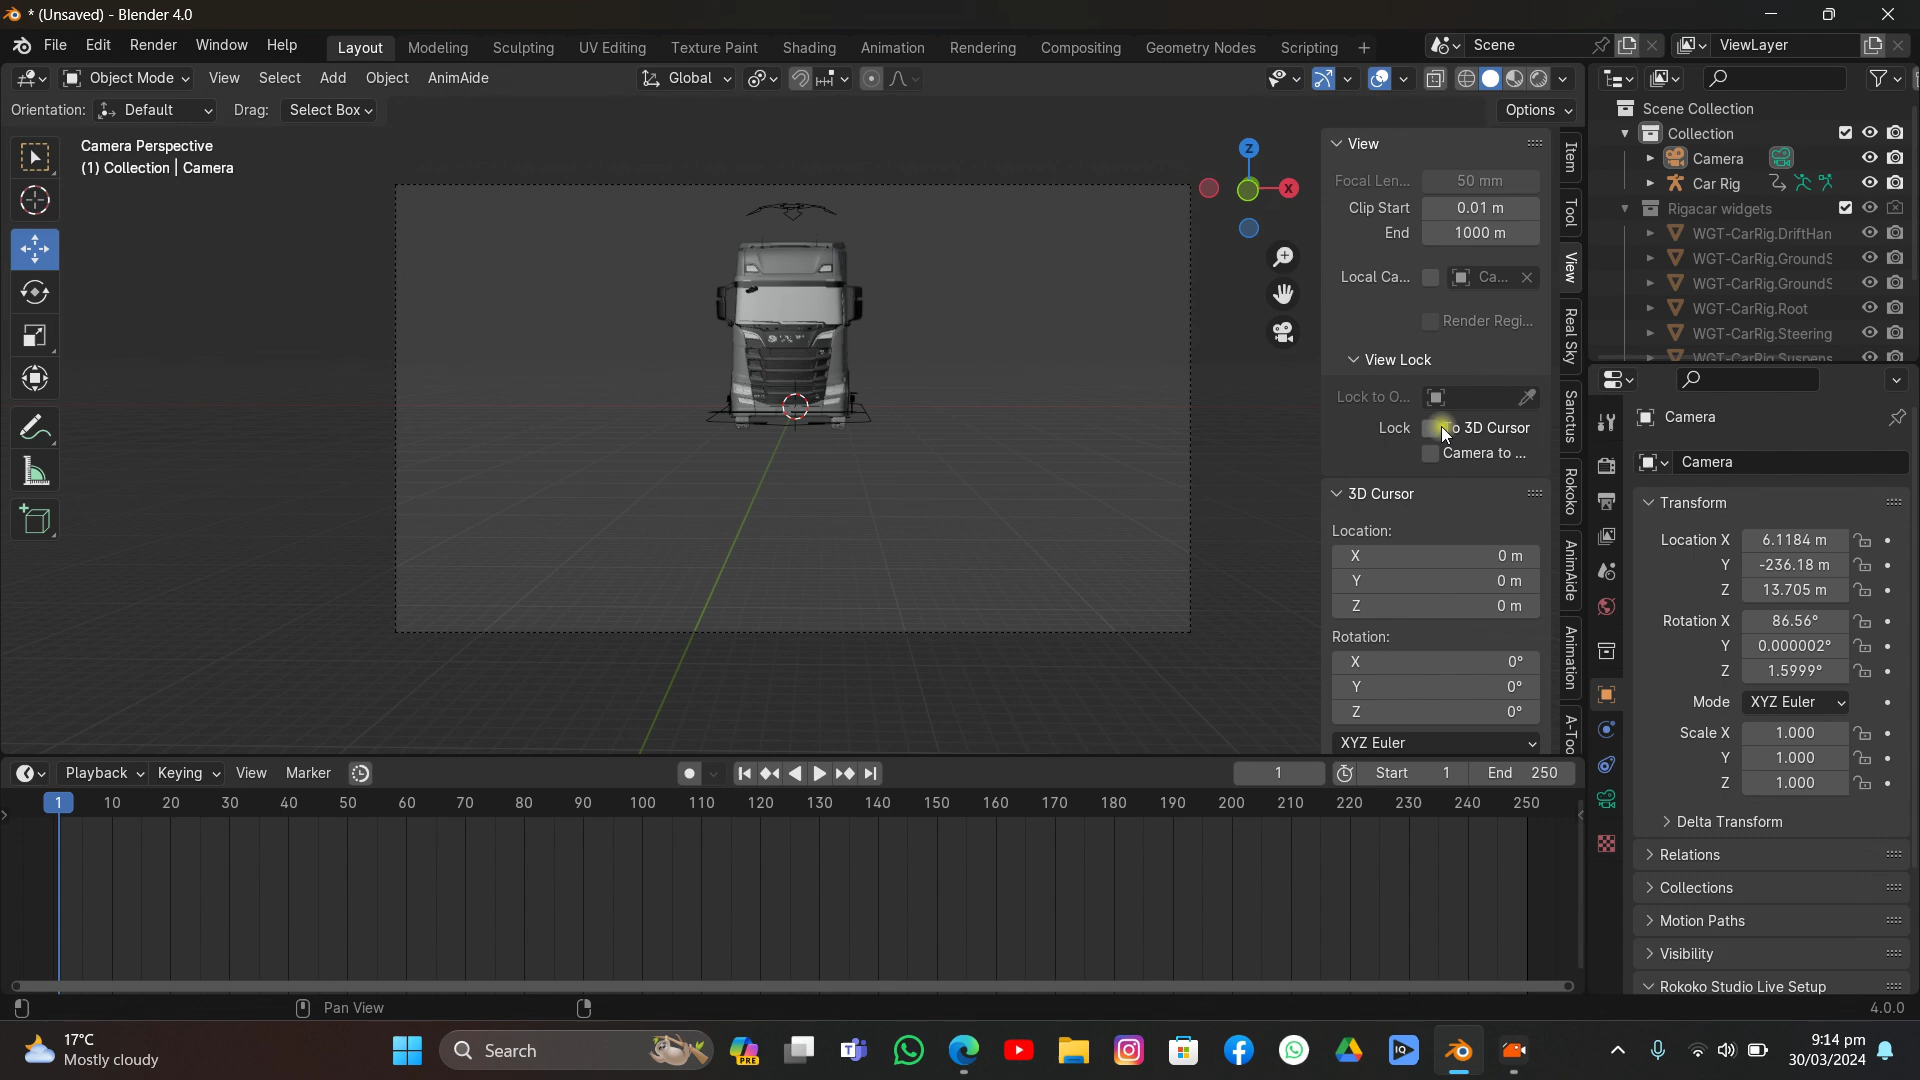 * (Unsaved) - Blender 4.0
File Edit Render Window Help Layout Modeling Sculpting UV Editing Texture Paint Shading Animation Rendering Compositing Geometry Nodes Scripting + Scene ViewLayer
Object Mode View Select Add Object AnimAide Global
Orientation: Default Drag: Select Box Options
Camera Perspective
(1) Collection | Camera
Z
X
View
Focal Len... 50 mm
Clip Start 0.01 m
End 1000 m
Local Ca... Ca...
Render Regi...
View Lock
Lock to O...
Lock To 3D Cursor
Camera to ...
3D Cursor
Location:
X 0 m
Y 0 m
Z 0 m
Rotation:
X 0°
Y 0°
Z 0°
XYZ Euler
Item
Tool
View
Real Sky
Sanctus
Rokoko
AnimAide
Animation
A-Too
Scene Collection
Collection
Camera
Car Rig
Rigacar widgets
WGT-CarRig.DriftHan
WGT-CarRig.GroundS
WGT-CarRig.GroundS
WGT-CarRig.Root
WGT-CarRig.Steering
WGT-CarRig.Suspens
Camera
Camera
Transform
Location X 6.1184 m
Y -236.18 m
Z 13.705 m
Rotation X 86.56°
Y 0.000002°
Z 1.5999°
Mode XYZ Euler
Scale X 1.000
Y 1.000
Z 1.000
Delta Transform
Relations
Collections
Motion Paths
Visibility
Rokoko Studio Live Setup
Playback Keying View Marker 1 Start 1 End 250
1 10 20 30 40 50 60 70 80 90 100 110 120 130 140 150 160 170 180 190 200 210 220 230 240 250
Pan View 4.0.0
17°C
Mostly cloudy
Search
PRE
IQ
9:14 pm
30/03/2024